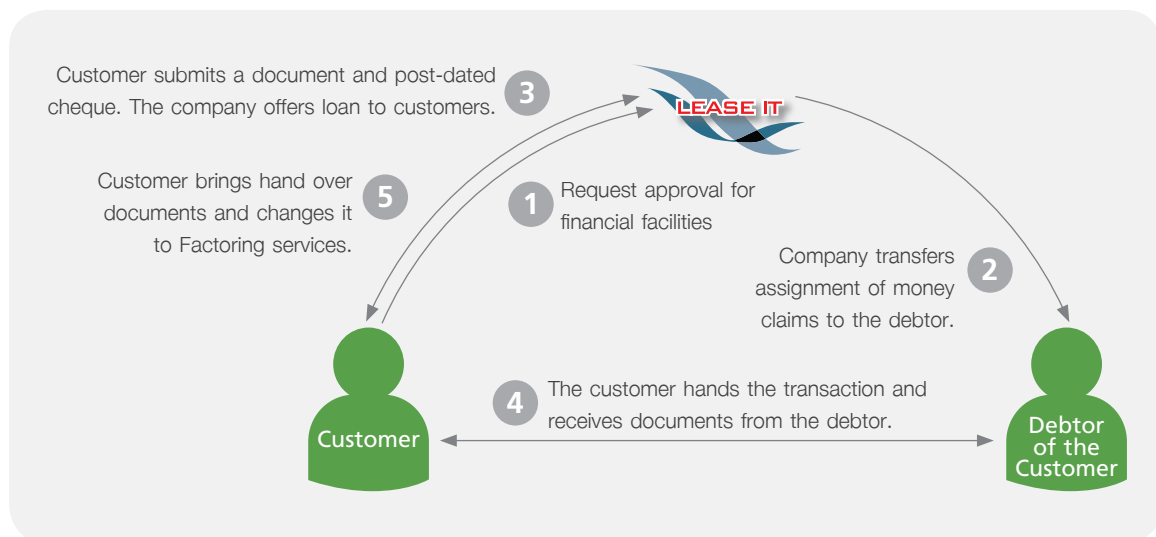 Customer submits a document and post-dated
cheque. The company offers loan to customers.
3
LEASE IT
Customer brings hand over
documents and changes it
to Factoring services.
5
1
Request approval for
financial facilities
Company transfers
assignment of money
claims to the debtor.
2
4
The customer hands the transaction and
receives documents from the debtor.
Customer
Debtor
of the
Customer